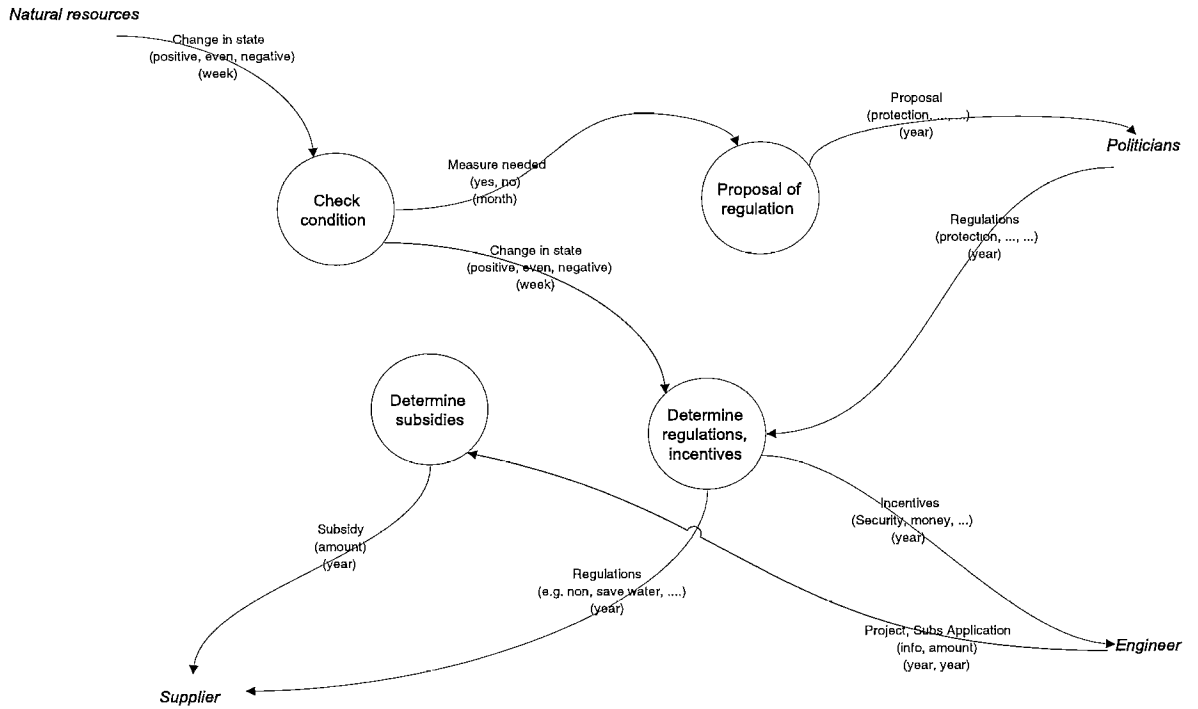 Natural resources
Change in state
(positive, even, negative)
(week)
Proposal
(protection, ..., ...)
(year)
Politicians
Measure needed
(yes, no)
(month)
Check
condition
Proposal of
regulation
Regulations
(protection, ..., ...)
(year)
Change in state
(positive, even, negative)
(week)
Determine
subsidies
Determine
regulations,
incentives
Incentives
(Security, money, ...)
(year)
Subsidy
(amount)
(year)
Regulations
(e.g. non, save water, ....)
(year)
Project, Subs Application
(info, amount)
(year, year)
Engineer
Supplier